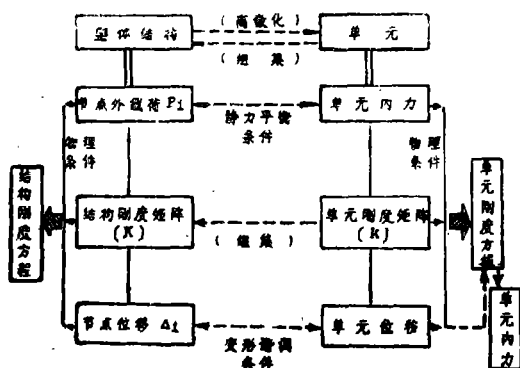 整体结构
(离散化)
单元
(组集)
节点外载荷 P1
静力平衡
条件
单元内力
物理
条件
物理
条件
结构刚度方程
结构刚度矩阵
(K)
(组集)
单元刚度矩阵
(k)
单元刚度方程
节点位移 Δ1
变形谐调
条件
单元位移
单元内力